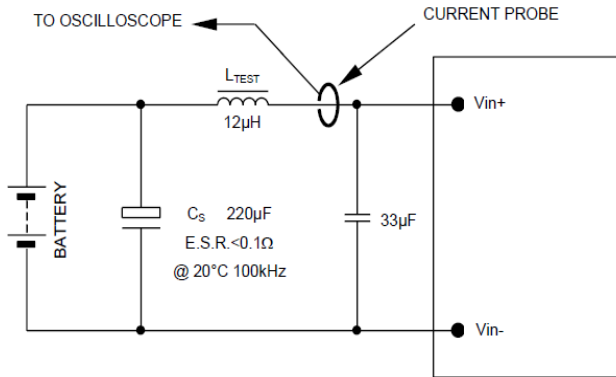 TO OSCILLOSCOPE
CURRENT PROBE
LTEST
12μH
Vin+
BATTERY
Cs 220μF
E.S.R.<0.1Ω
@ 20°C 100kHz
33μF
Vin-